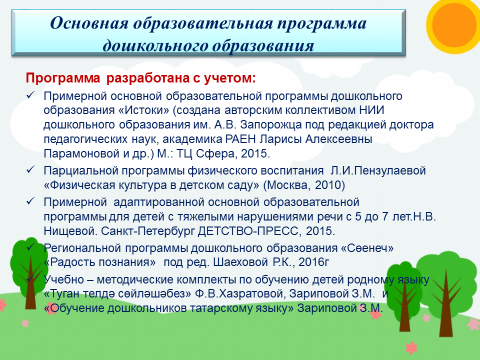 Основная образовательная программа
дошкольного образования
Программа разработана с учетом:
✓ Примерной основной образовательной программы дошкольного
образования «Истоки» (создана авторским коллективом НИИ
дошкольного образования им. А.В. Запорожца под редакцией доктора
педагогических наук, академика РАЕН Ларисы Алексеевны
Парамоновой и др.) М.: ТЦ Сфера, 2015.
✓ Парциальной программы физического воспитания Л.И.Пензулаевой
«Физическая культура в детском саду» (Москва, 2010)
✓ Примерной адаптированной основной образовательной
программы для детей с тяжелыми нарушениями речи с 5 до 7 лет.Н.В.
Нищевой. Санкт-Петербург ДЕТСТВО-ПРЕСС, 2015.
✓ Региональной программы дошкольного образования «Сөенеч»
«Радость познания» под ред. Шаеховой Р.К., 2016г
✓ Учебно – методические комплекты по обучению детей родному языку
«Туган телдә сөйләшәбез» Ф.В.Хазратовой, Зариповой З.М. и
«Обучение дошкольников татарскому языку» Зариповой З.М.